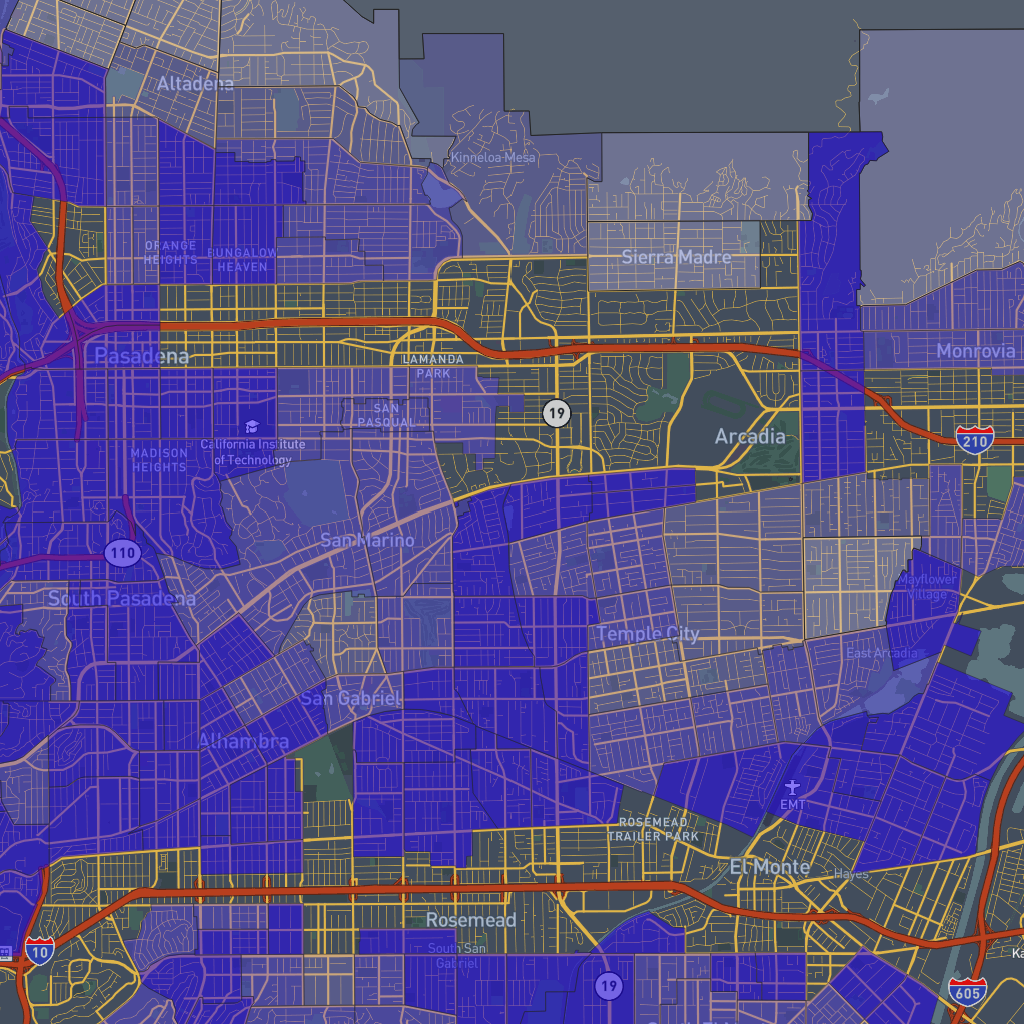 Altadena
Kinneloa Mesa
ORANGE
HEIGHTS
BUNGALOW
HEAVEN
Sierra Madre
Pasadena
LAMANDA
PARK
Monrovia
SAN
PASQUAL
19
Arcadia
210
California Institute
of Technology
MADISON
HEIGHTS
San Marino
110
South Pasadena
Mayflower
Village
Temple City
East Arcadia
San Gabriel
Alhambra
EMT
ROSEMEAD
TRAILER PARK
El Monte
Hayes
Rosemead
South San
Gabriel
10
19
605